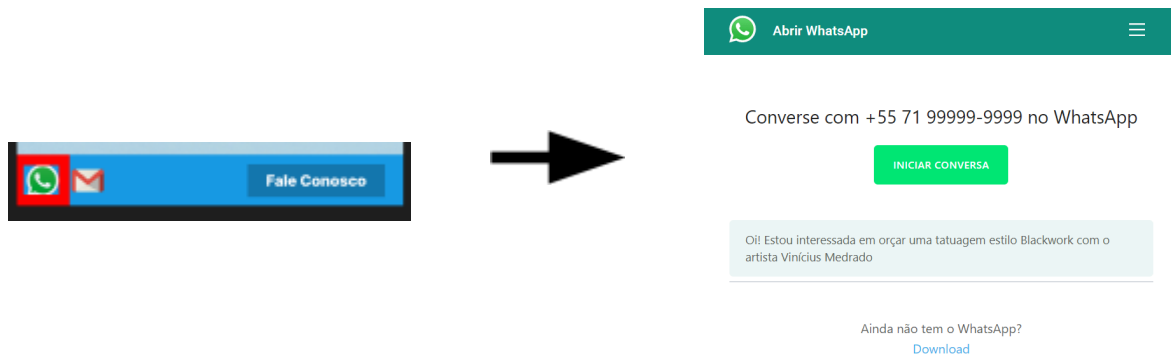 Fale Conosco
Abrir WhatsApp
Converse com +55 71 99999-9999 no WhatsApp
INICIAR CONVERSA
Oi! Estou interessada em orçar uma tatuagem estilo Blackwork com o
artista Vinícius Medrado
Ainda não tem o WhatsApp?
Download